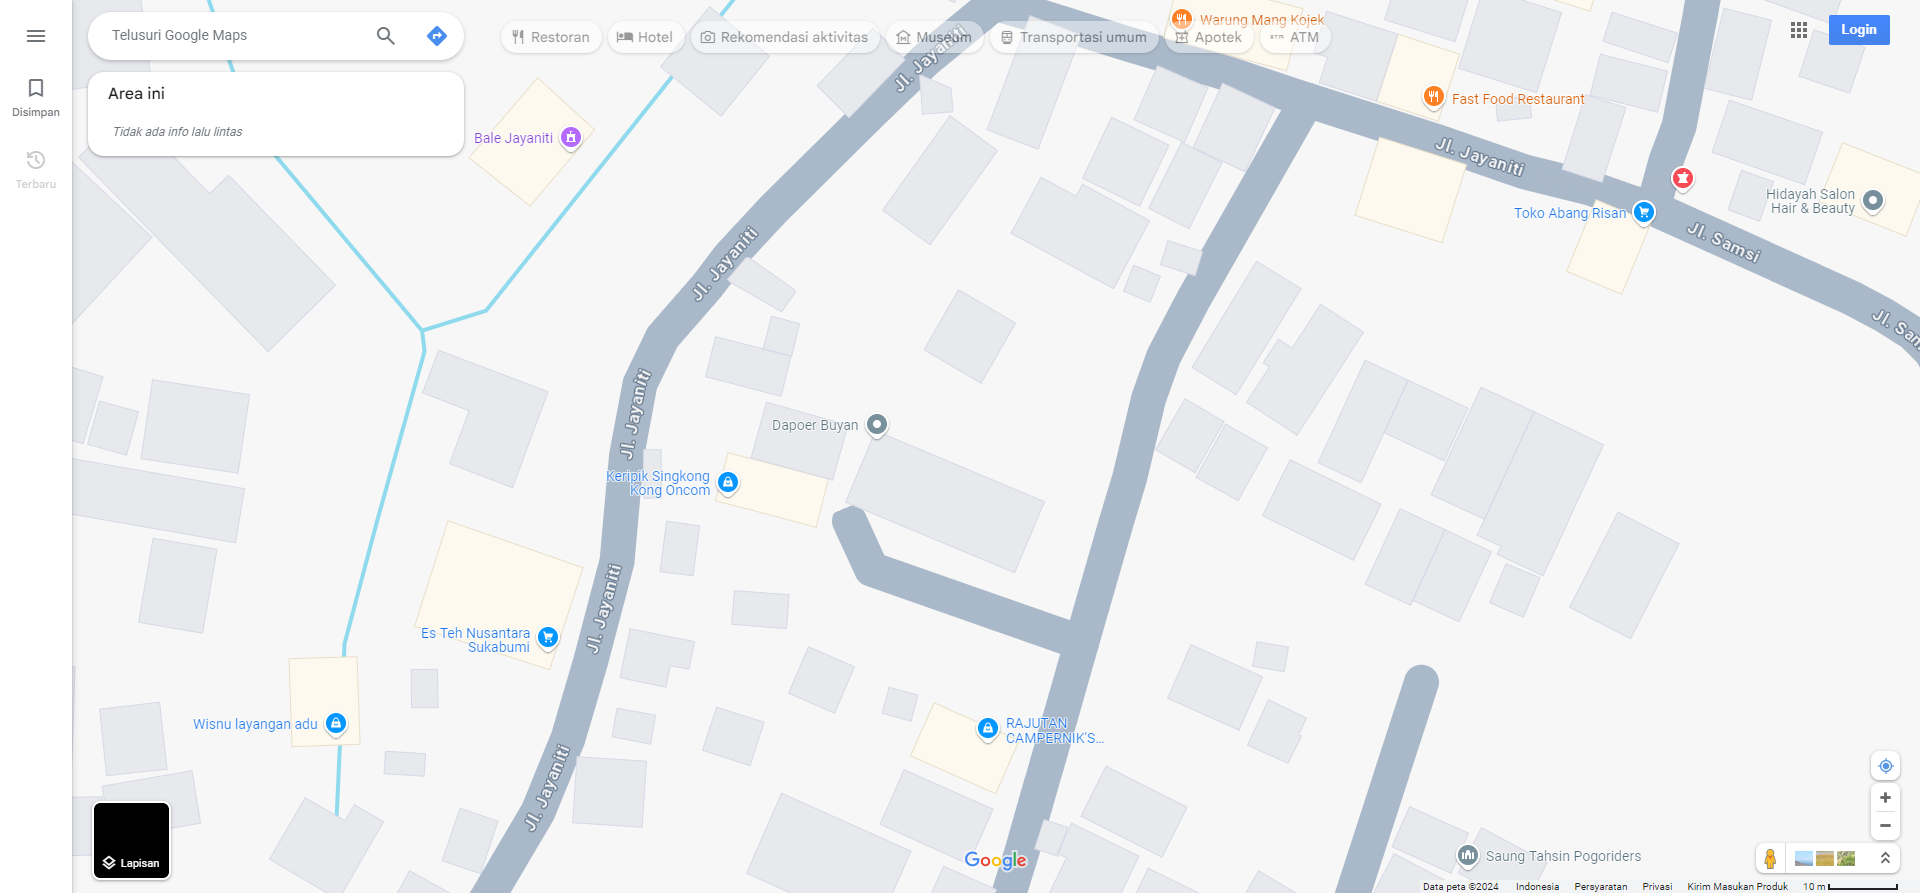 Telusuri Google Maps
Restoran
Hotel
Rekomendasi aktivitas
Museum
Transportasi umum
Apotek
ATM
Login
Disimpan
Terbaru
Area ini
Tidak ada info lalu lintas
Warung Mang Kojek
Jl. Jayaniti
Fast Food Restaurant
Bale Jayaniti
Jl. Jayaniti
Hidayah Salon
Hair & Beauty
Toko Abang Risan
Jl. Samsi
Jl. Jayaniti
Jl. Sam
Jl. Jayaniti
Dapoer Buyan
Keripik Singkong
Kong Oncom
Jl. Jayaniti
Es Teh Nusantara
Sukabumi
Wisnu layangan adu
RAJUTAN
CAMPERNIK'S...
Jl. Jayaniti
Lapisan
Google
Saung Tahsin Pogoriders
Data peta ©2024
Indonesia
Persyaratan
Privasi
Kirim Masukan Produk
10 m